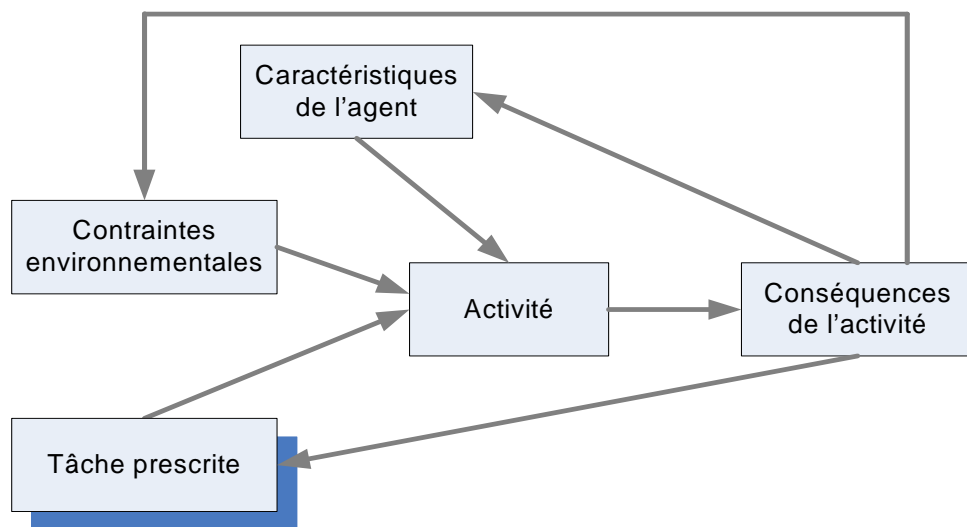 Caractéristiques
de l’agent
Contraintes
environnementales
Activité
Conséquences
de l’activité
Tâche prescrite